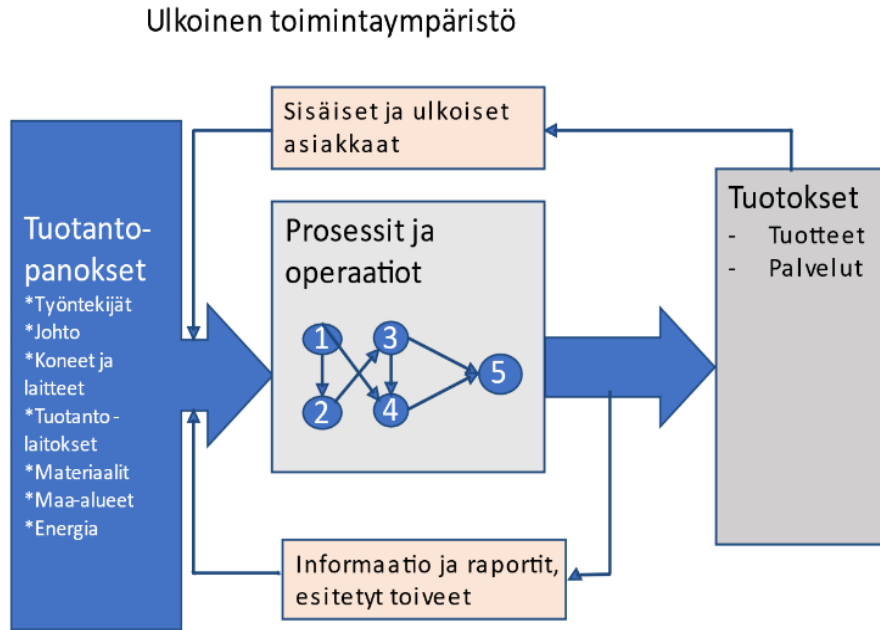 Ulkoinen toimintaympäristö
Sisäiset ja ulkoiset
asiakkaat
Tuotanto-
panokset
*Työntekijät
*Johto
*Koneet ja
laitteet
*Tuotanto-
laitokset
*Materiaalit
*Maa-alueet
*Energia
Prosessit ja
operaatiot
1
3
5
2
4
Tuotokset
- Tuotteet
- Palvelut
Informaatio ja raportit,
esitetyt toiveet